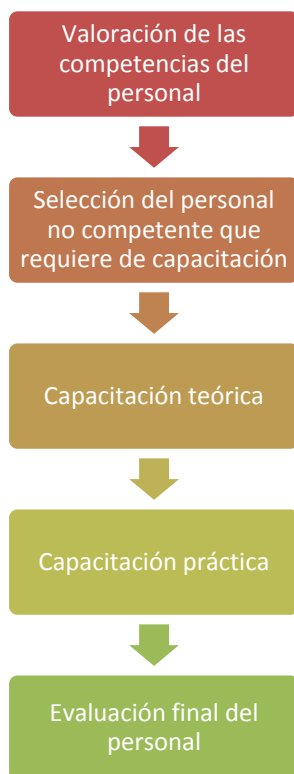 Valoración de las
competencias del
personal
Selección del personal
no competente que
requiere de capacitación
Capacitación teórica
Capacitación práctica
Evaluación final del
personal